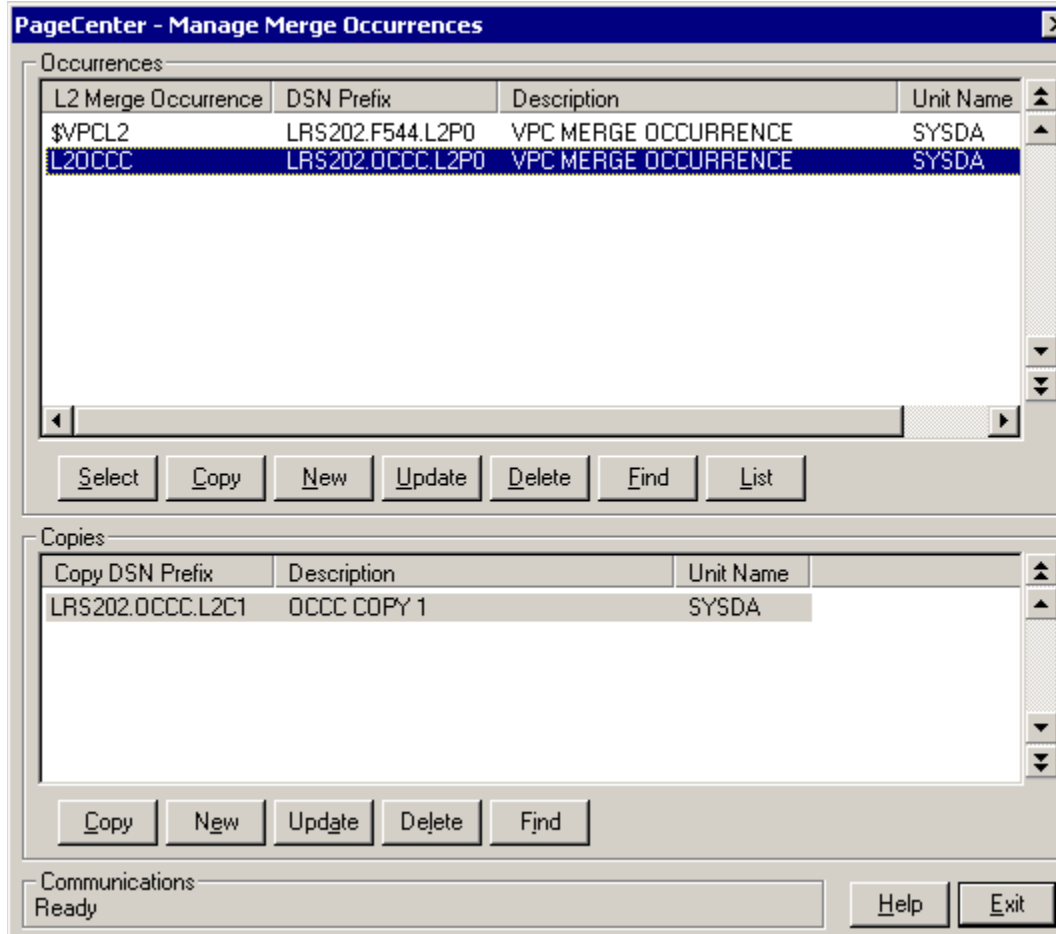 PageCenter - Manage Merge Occurrences
Occurrences
L2 Merge Occurrence DSN Prefix Description Unit Name
$VPCL2 LRS202.F544.L2P0 VPC MERGE OCCURRENCE SYSDA
L2OCCC LRS202.OCCC.L2P0 VPC MERGE OCCURRENCE SYSDA
Select Copy New Update Delete Find List
Copies
Copy DSN Prefix Description Unit Name
LRS202.OCCC.L2C1 OCCC COPY 1 SYSDA
Copy New Update Delete Find
Communications
Ready
Help Exit